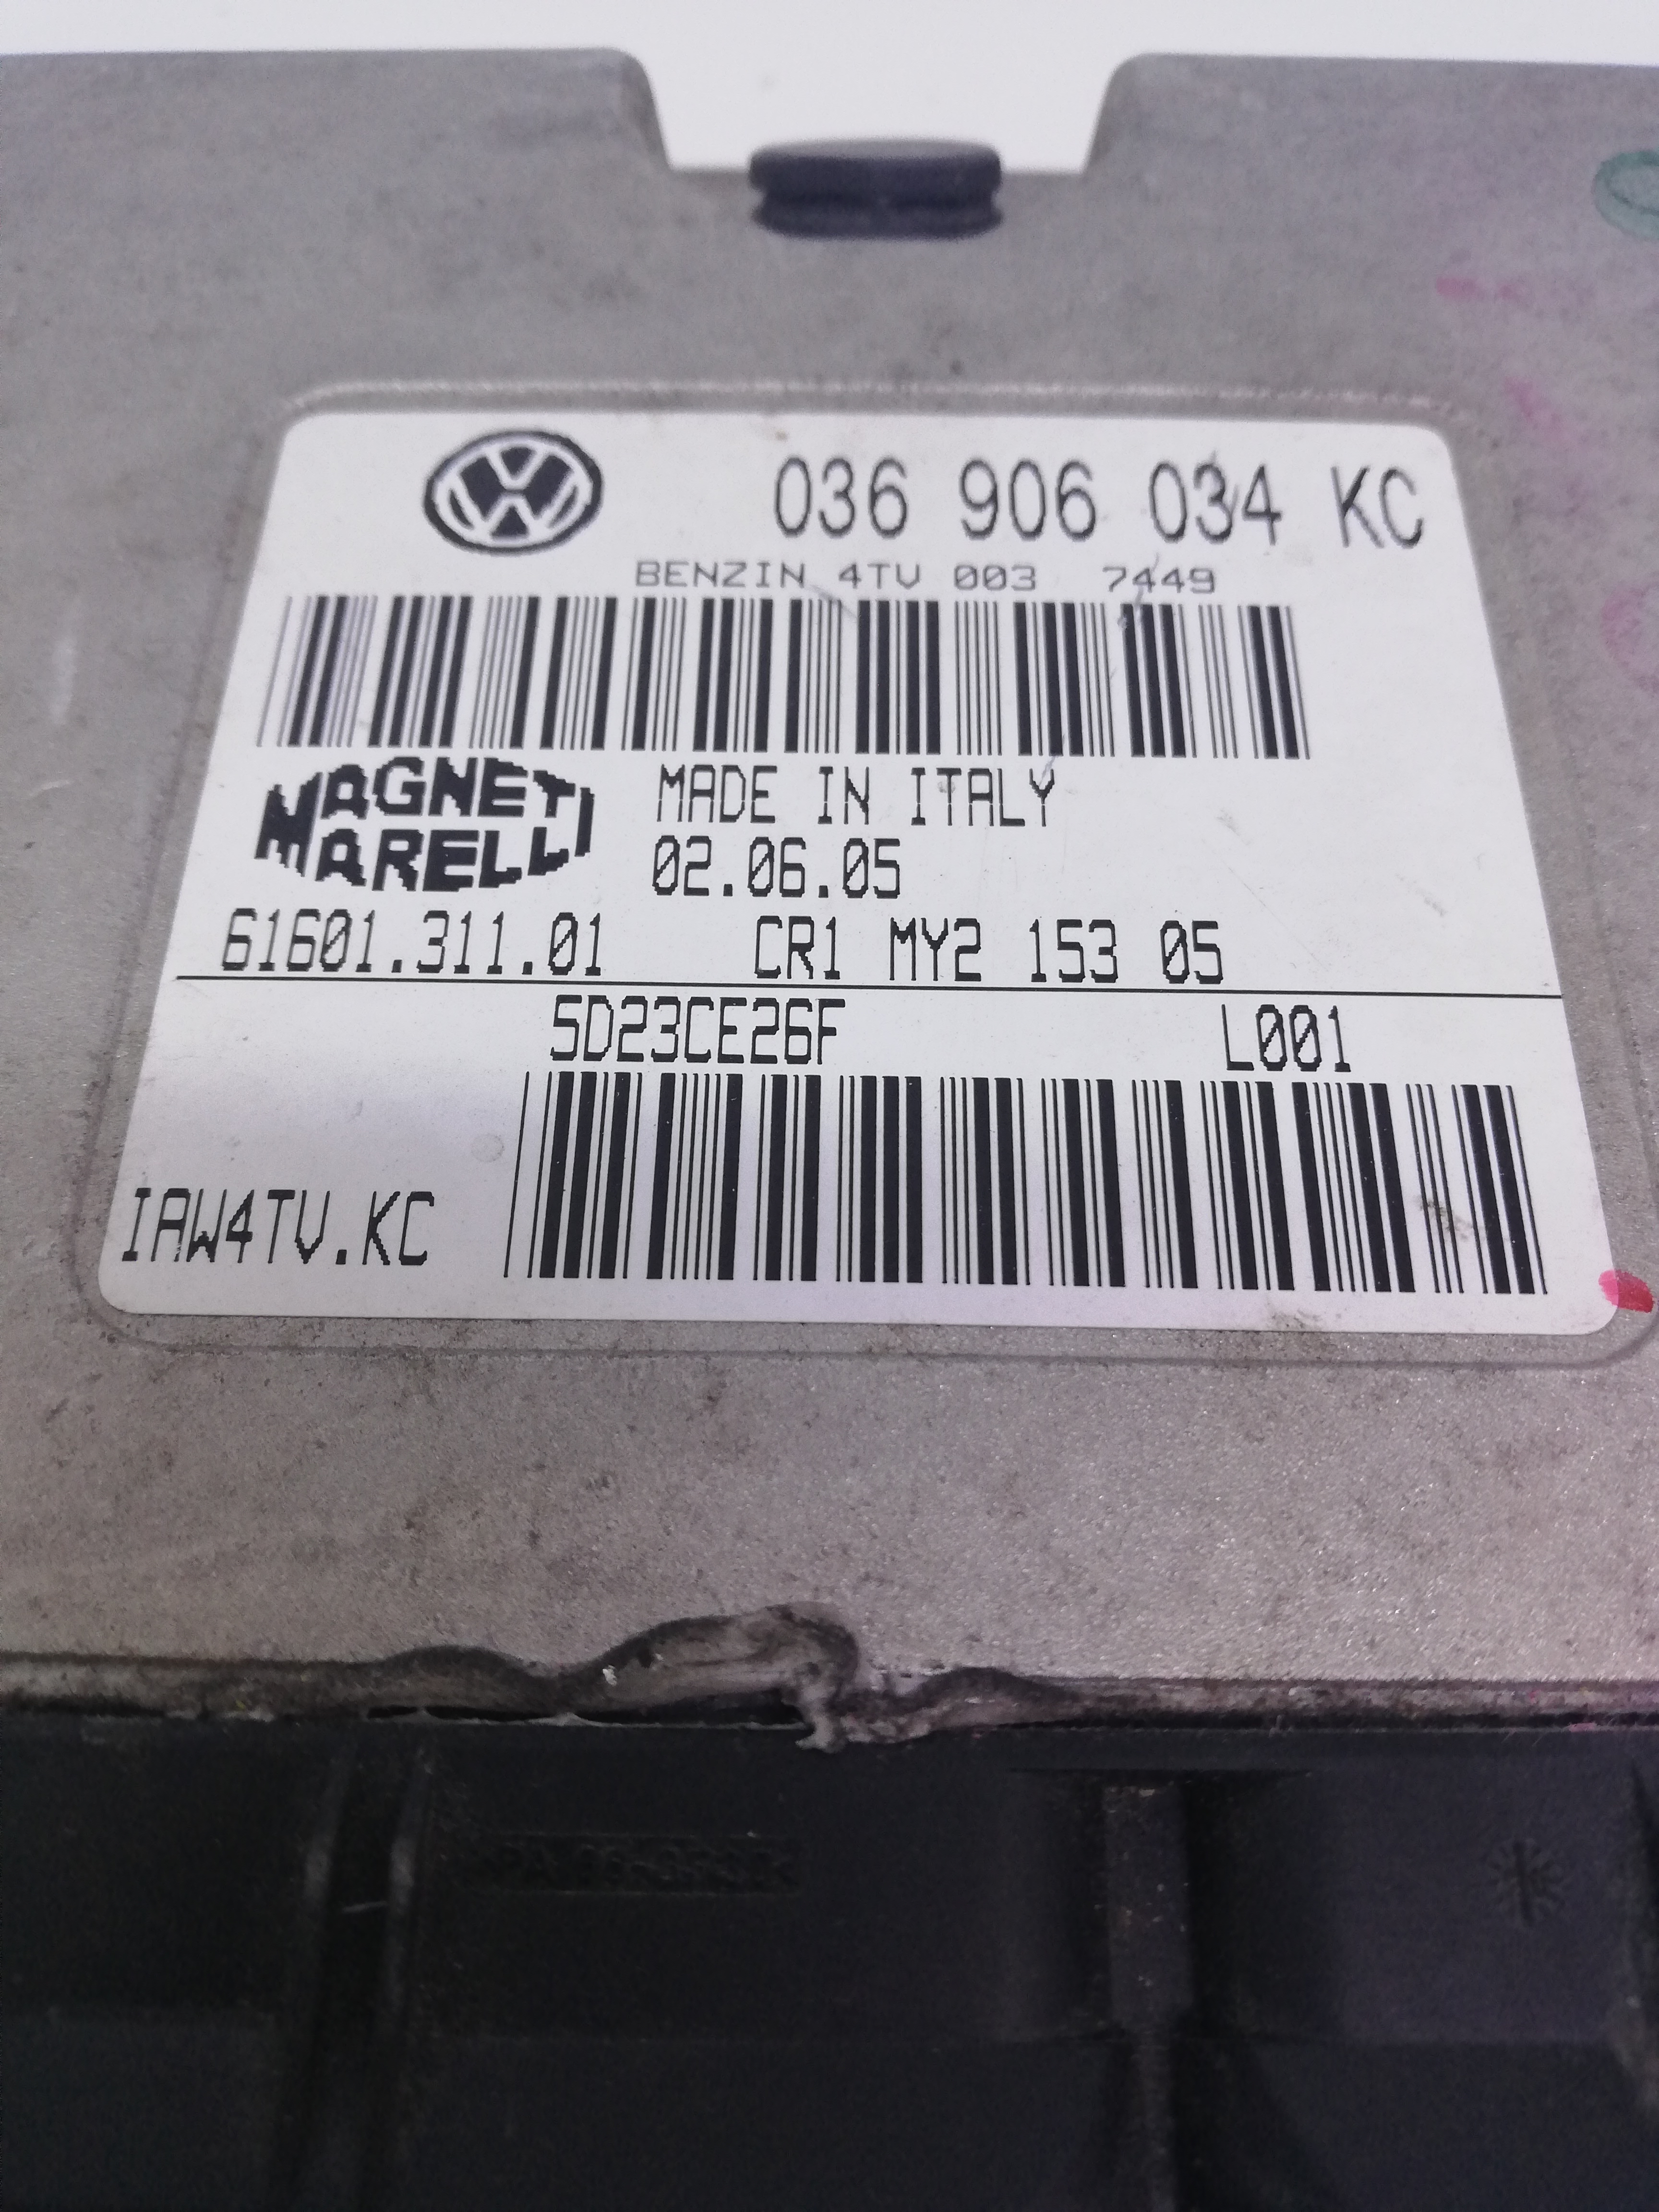 036 906 034 KC
BENZIN 4TV 003 7449
MAGNETI MARELLI
MADE IN ITALY
02.06.05
61601.311.01 CR1 MY2 153 05
5D23CE26F L001
IAW4TV.KC